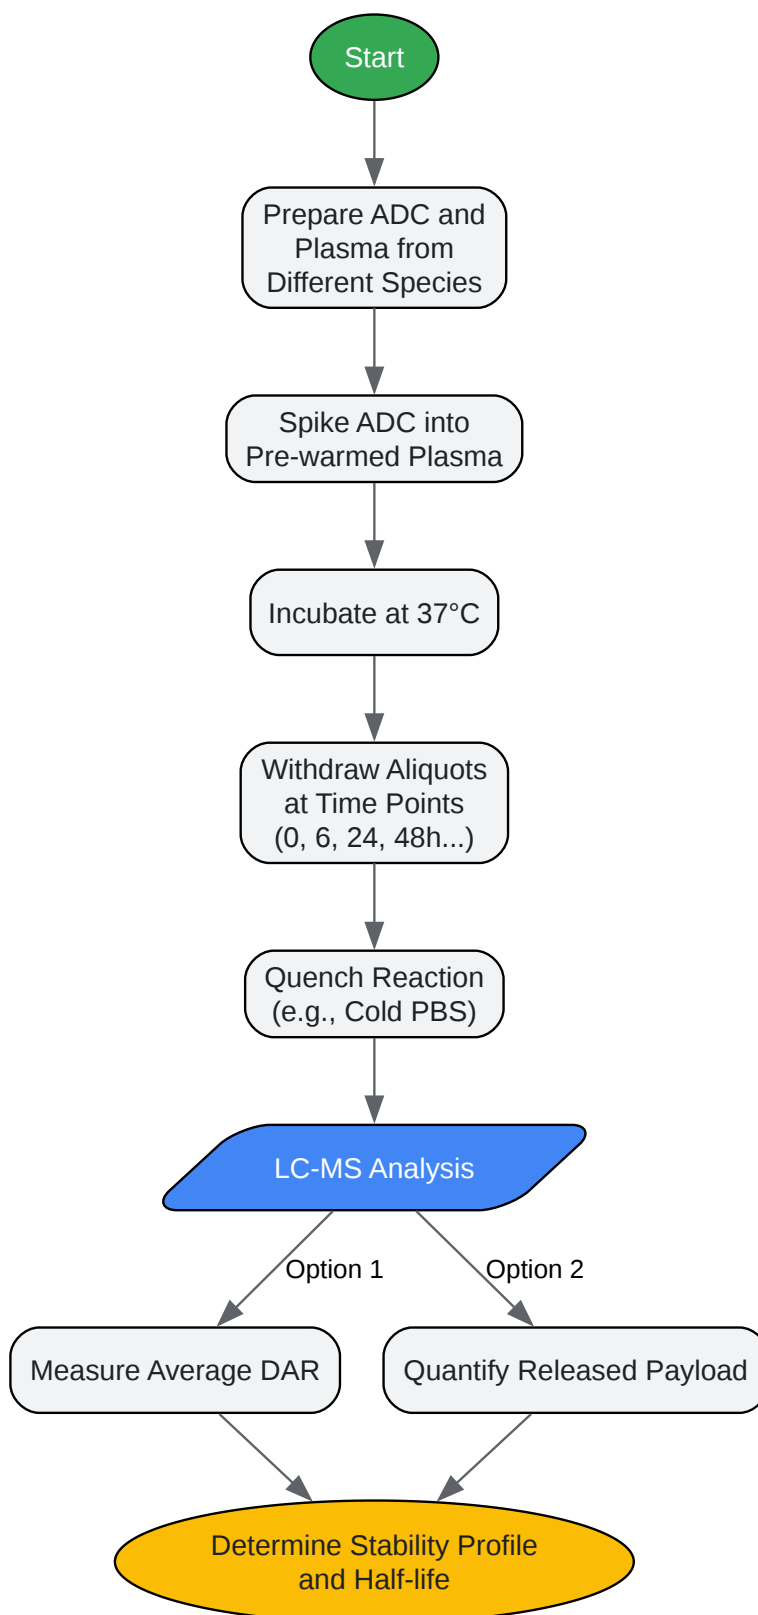 Start
Prepare ADC and
Plasma from
Different Species
Spike ADC into
Pre-warmed Plasma
Incubate at 37°C
Withdraw Aliquots
at Time Points
(0, 6, 24, 48h...)
Quench Reaction
(e.g., Cold PBS)
LC-MS Analysis
Option 1
Option 2
Measure Average DAR
Quantify Released Payload
Determine Stability Profile
and Half-life